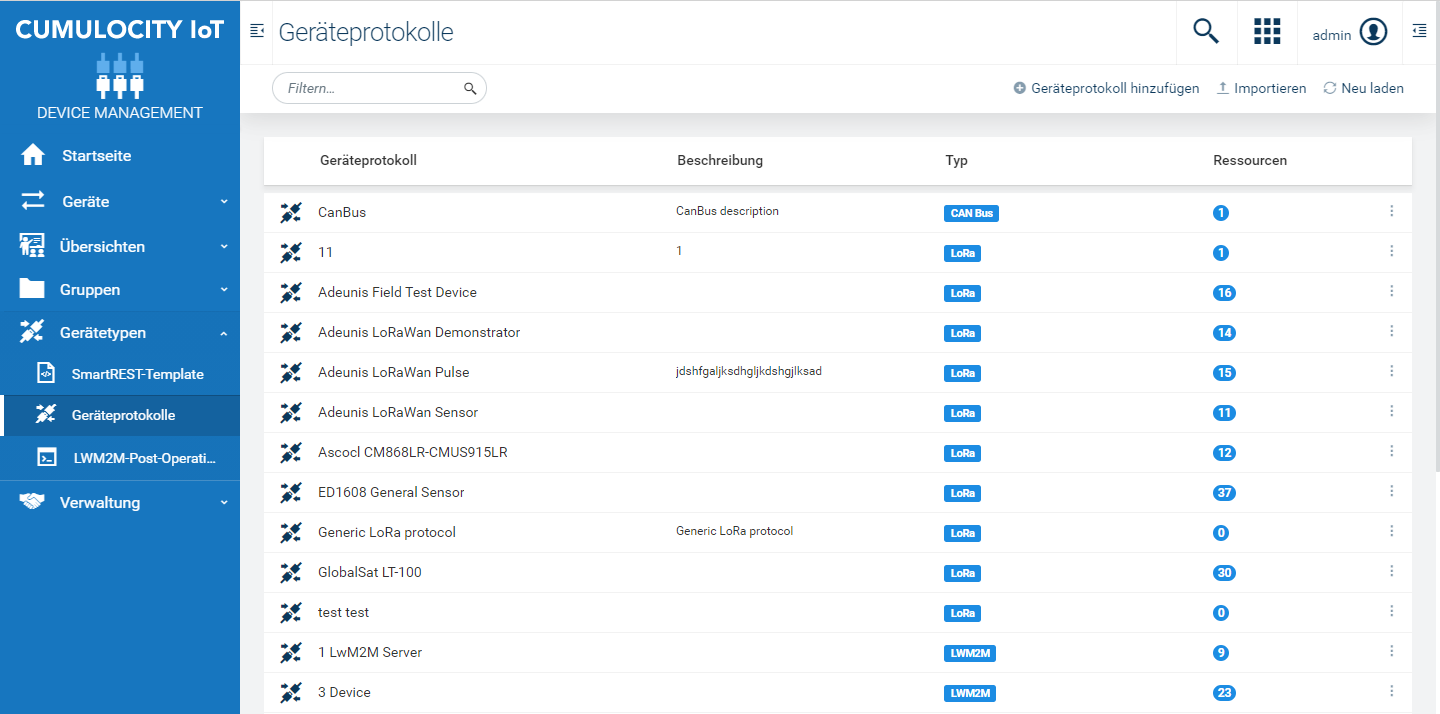 CUMULOCITY IoT
DEVICE MANAGEMENT
Startseite
Geräte
Übersichten
Gruppen
Gerätetypen
SmartREST-Template
Geräteprotokolle
LWM2M-Post-Operati...
Verwaltung
Geräteprotokolle
admin
Filtern...
Geräteprotokoll hinzufügen Importieren Neu laden
Geräteprotokoll Beschreibung Typ Ressourcen
CanBus CanBus description CAN Bus 1
11 1 LoRa 1
Adeunis Field Test Device LoRa 16
Adeunis LoRaWan Demonstrator LoRa 14
Adeunis LoRaWan Pulse jdshfgaljksdhgljkdshgjlksad LoRa 15
Adeunis LoRaWan Sensor LoRa 11
Ascocl CM868LR-CMUS915LR LoRa 12
ED1608 General Sensor LoRa 37
Generic LoRa protocol Generic LoRa protocol LoRa 0
GlobalSat LT-100 LoRa 30
test test LoRa 0
1 LwM2M Server LWM2M 9
3 Device LWM2M 23